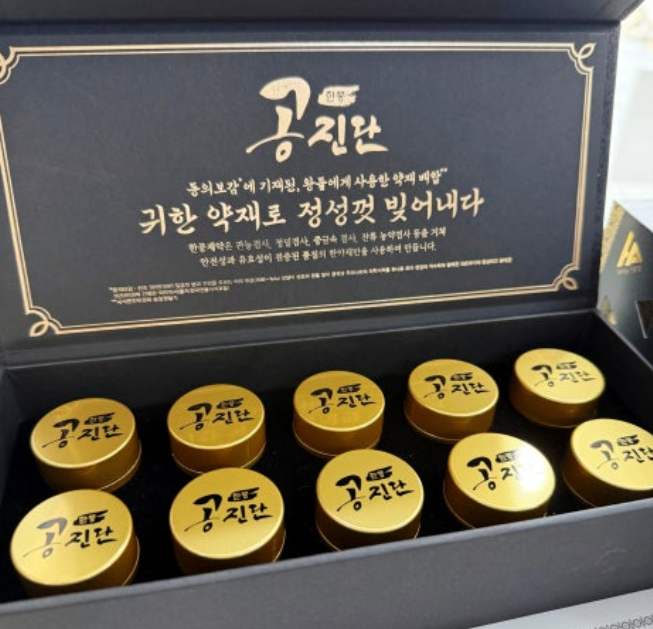 한풍
공진단
동의보감*에 기재된, 왕들에게 사용한 약재 배합**
귀한 약재로 정성껏 빚어내다
한풍제약은 관능검사, 정밀검사, 중금속 검사, 잔류 농약검사 등을 거쳐
안전성과 유효성이 검증된 품질의 한약재만을 사용하여 만듭니다.
한풍
공진단
한풍
공진단
한풍
공진단
한풍
공진단
한풍
공진단
한풍
공진단
한풍
공진단
한풍
공진단
한풍
공진단
한풍
공진단